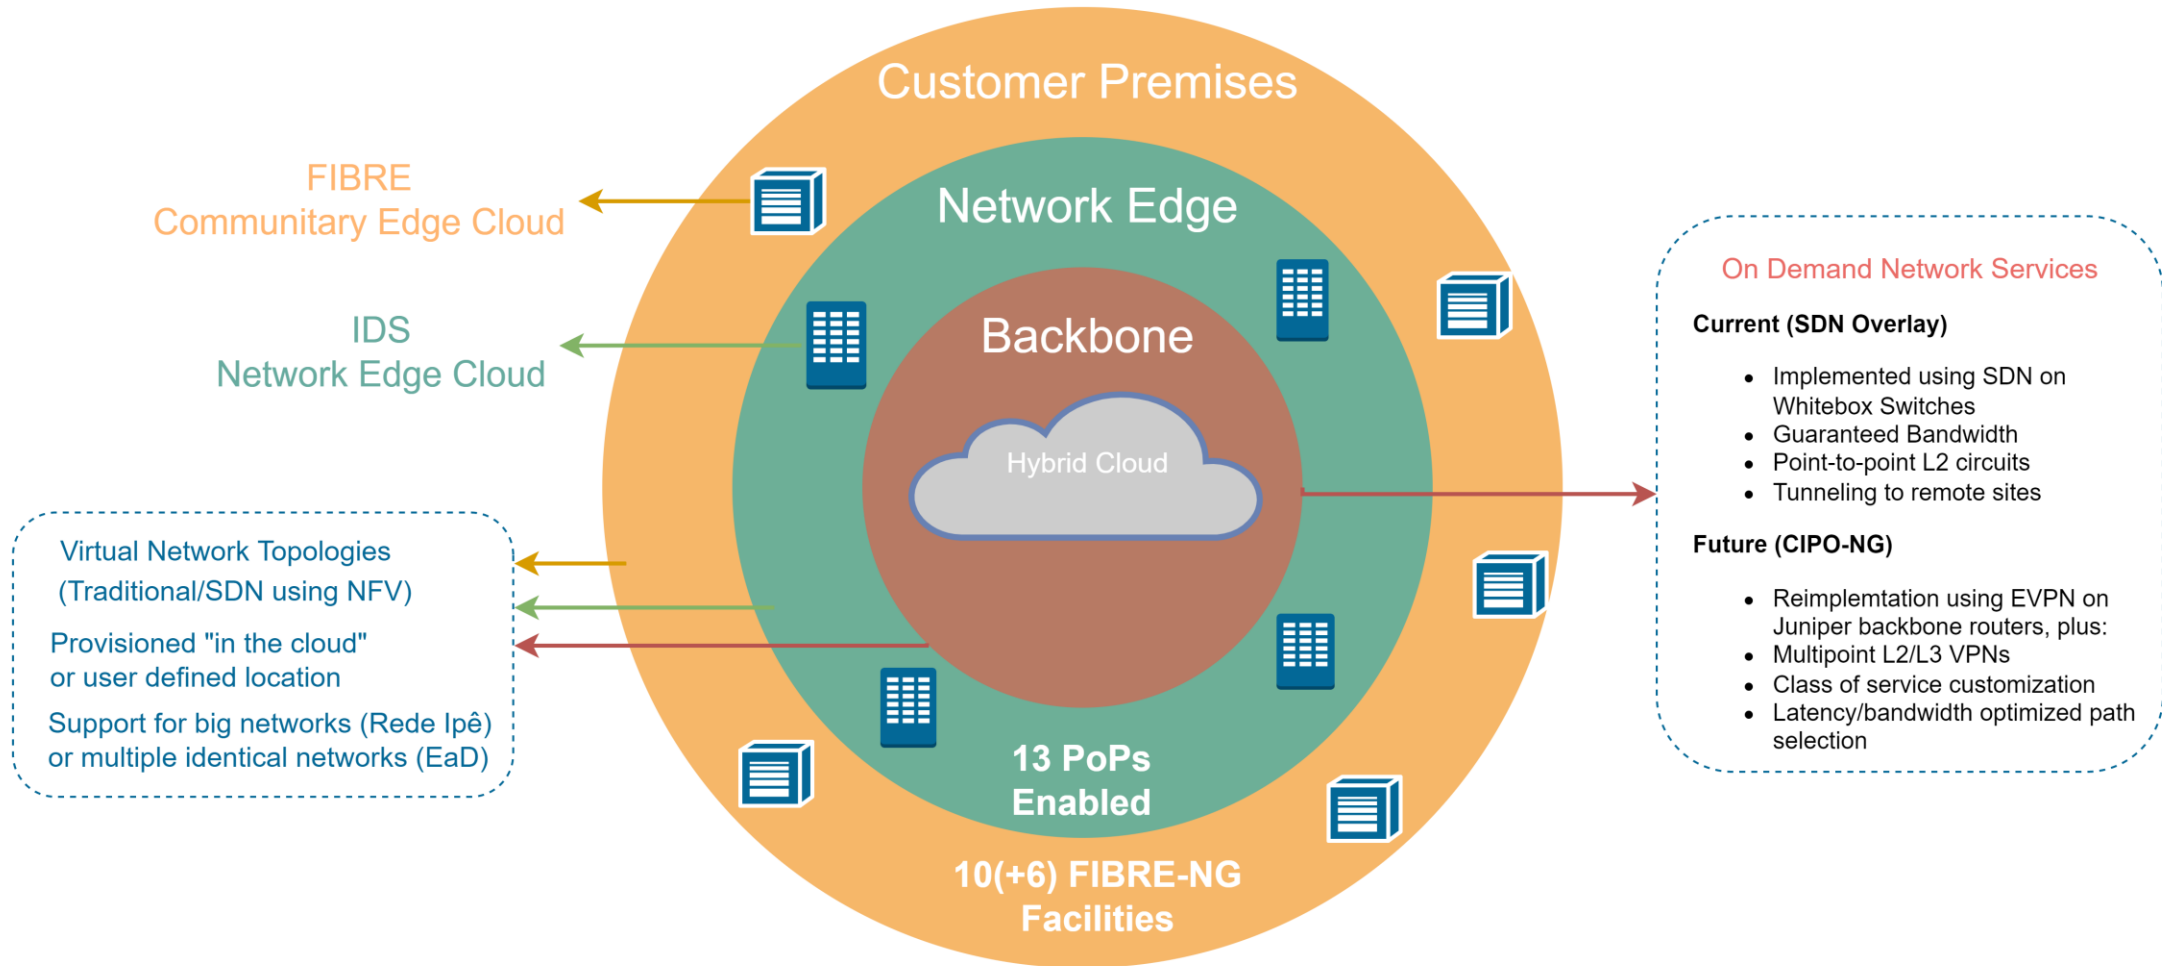 Customer Premises
Network Edge
Backbone
Hybrid Cloud
13 PoPs
Enabled
10(+6) FIBRE-NG
Facilities
FIBRE
Communitary Edge Cloud
IDS
Network Edge Cloud
Virtual Network Topologies
(Traditional/SDN using NFV)
Provisioned "in the cloud"
or user defined location
Support for big networks (Rede Ipê)
or multiple identical networks (EaD)
On Demand Network Services
Current (SDN Overlay)
• Implemented using SDN on
Whitebox Switches
• Guaranteed Bandwidth
• Point-to-point L2 circuits
• Tunneling to remote sites
Future (CIPO-NG)
• Reimplemtation using EVPN on
Juniper backbone routers, plus:
• Multipoint L2/L3 VPNs
• Class of service customization
• Latency/bandwidth optimized path
selection